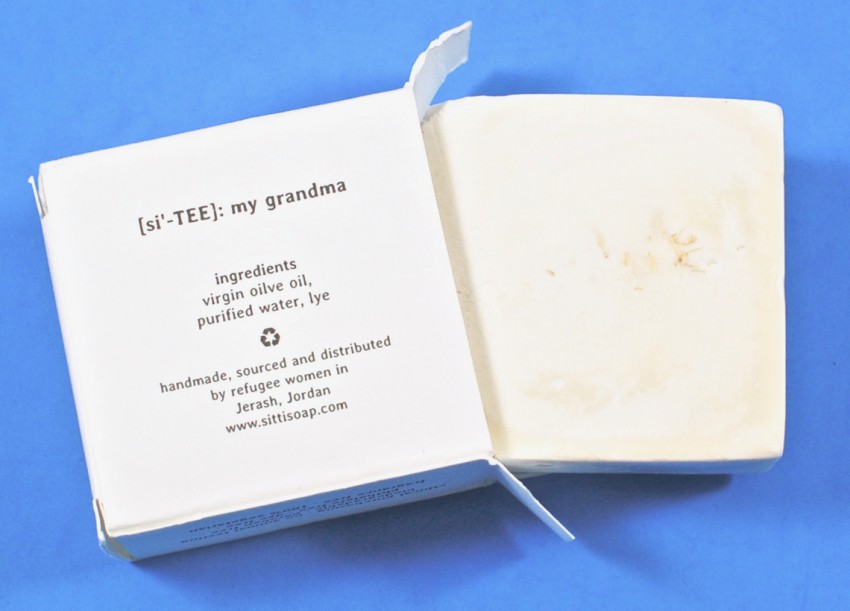 [si'-TEE]: my grandma
ingredients
virgin oilve oil,
purified water, lye
handmade, sourced and distributed
by refugee women in
Jerash, Jordan
www.sittisoap.com